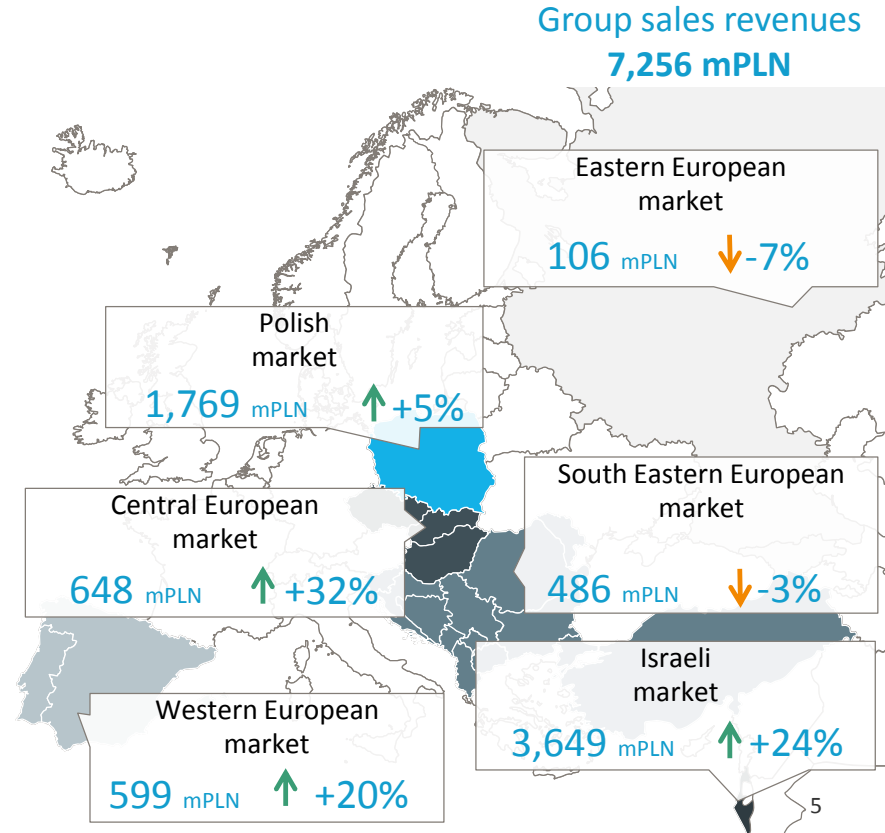 Group sales revenues
7,256 mPLN
Eastern European
market
106 mPLN -7%
Polish
market
1,769 mPLN +5%
South Eastern European
market
486 mPLN -3%
Central European
market
648 mPLN +32%
Israeli
market
3,649 mPLN +24%
Western European
market
599 mPLN +20%
5